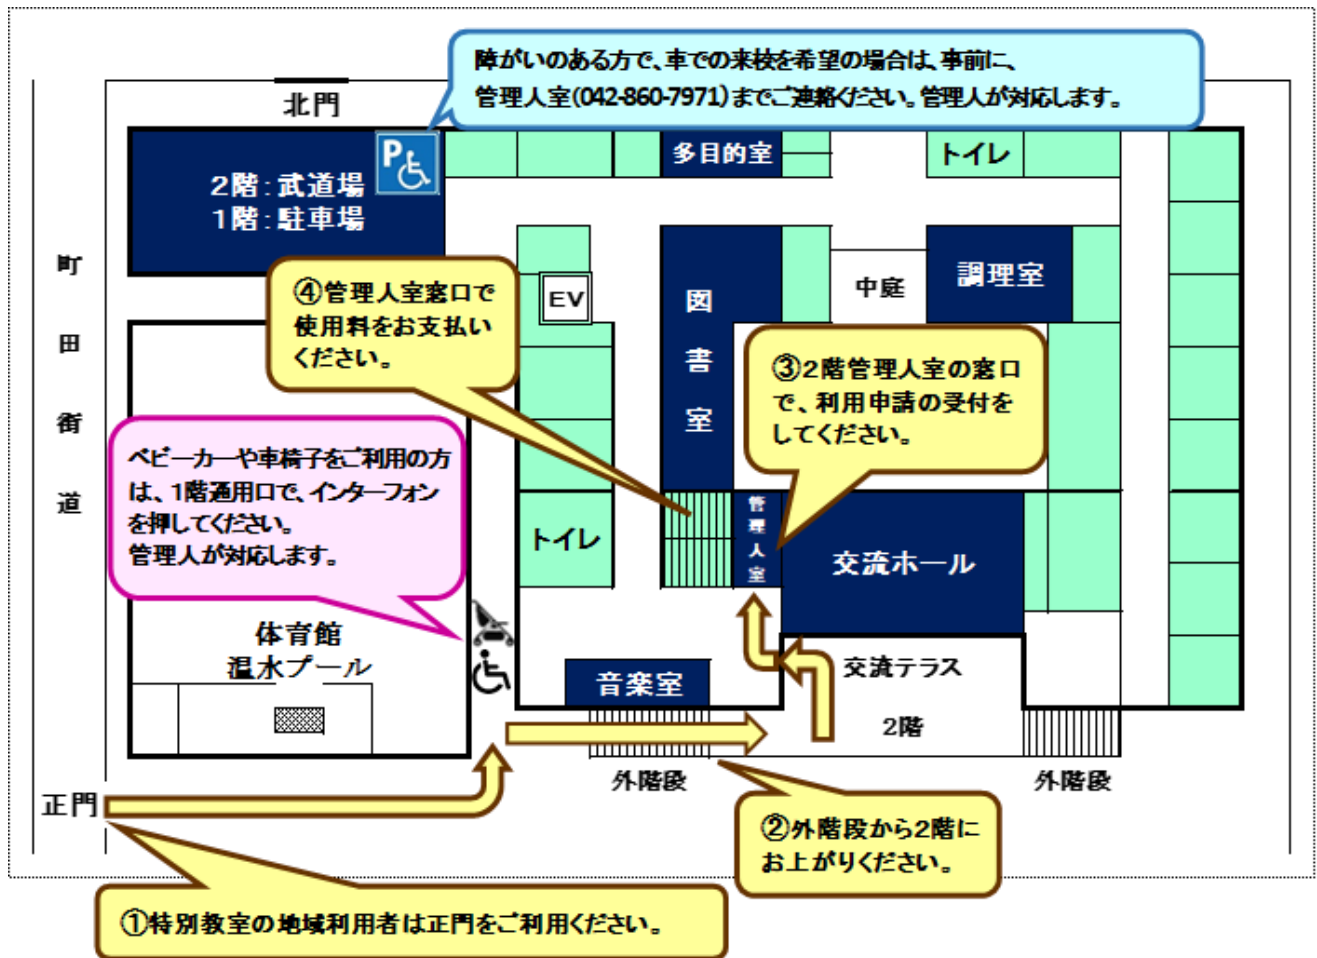 障がいのある方で、車での来校を希望の場合は、事前に、
管理人室(042-860-7971)までご連絡ください。管理人が対応します。
北門
P
2階：武道場
1階：駐車場
多目的室
トイレ
町田街道
④管理人室窓口で
使用料をお支払い
ください。
EV
図書室
中庭
調理室
③2階管理人室の窓口
で、利用申請の受付を
してください。
ベビーカーや車椅子をご利用の方
は、1階通用口で、インターフォン
を押してください。
管理人が対応します。
トイレ
管理人室
交流ホール
体育館
温水プール
音楽室
交流テラス
2階
外階段
外階段
正門
②外階段から2階に
お上がりください。
①特別教室の地域利用者は正門をご利用ください。